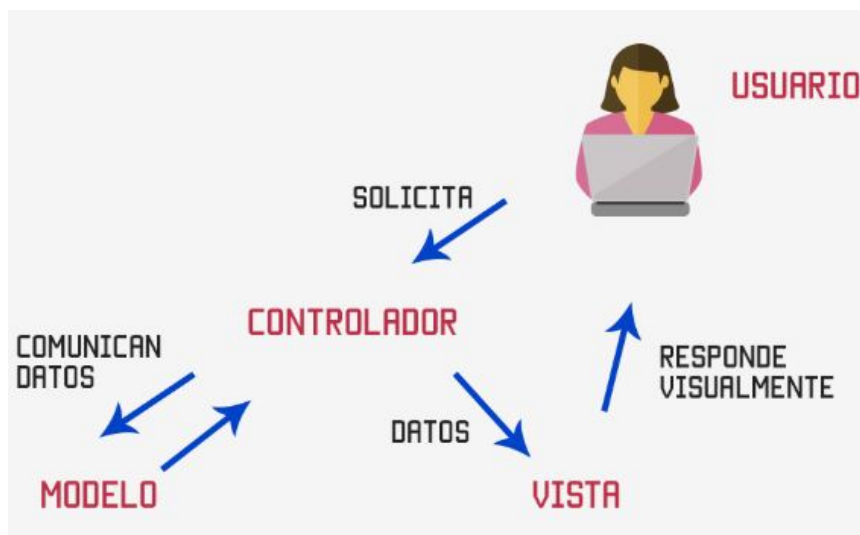 USUARIO
SOLICITA
CONTROLADOR
COMUNICAN
DATOS
RESPONDE
VISUALMENTE
DATOS
MODELO
VISTA